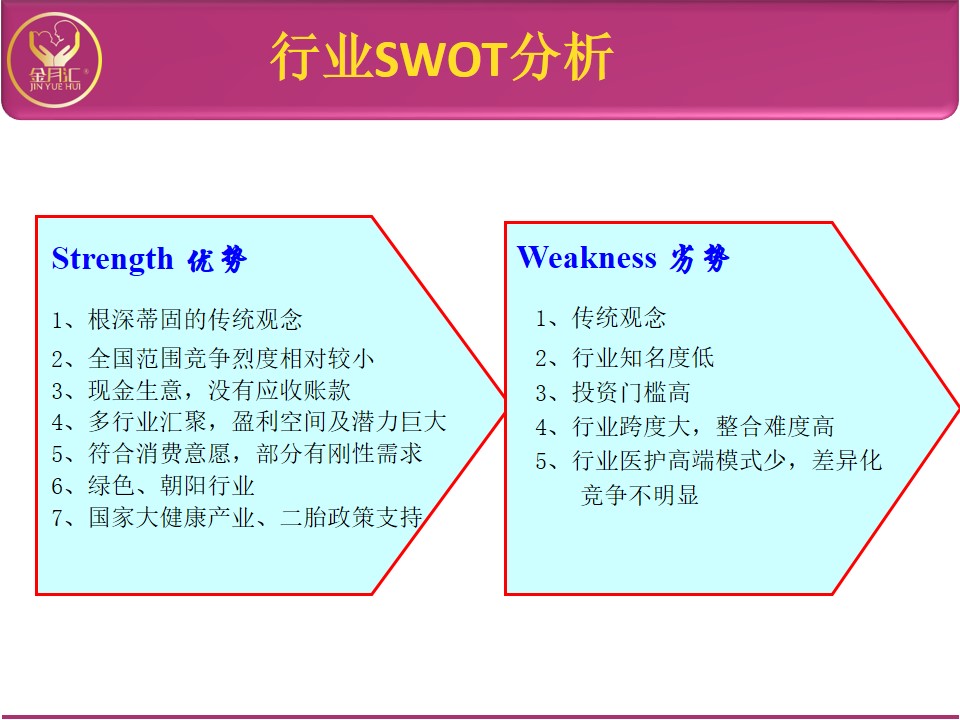 金月汇®
JIN YUE HUI
行业SWOT分析
Strength 优势
1、根深蒂固的传统观念
2、全国范围竞争烈度相对较小
3、现金生意，没有应收账款
4、多行业汇聚，盈利空间及潜力巨大
5、符合消费意愿，部分有刚性需求
6、绿色、朝阳行业
7、国家大健康产业、二胎政策支持
Weakness 劣势
1、传统观念
2、行业知名度低
3、投资门槛高
4、行业跨度大，整合难度高
5、行业医护高端模式少，差异化
竞争不明显